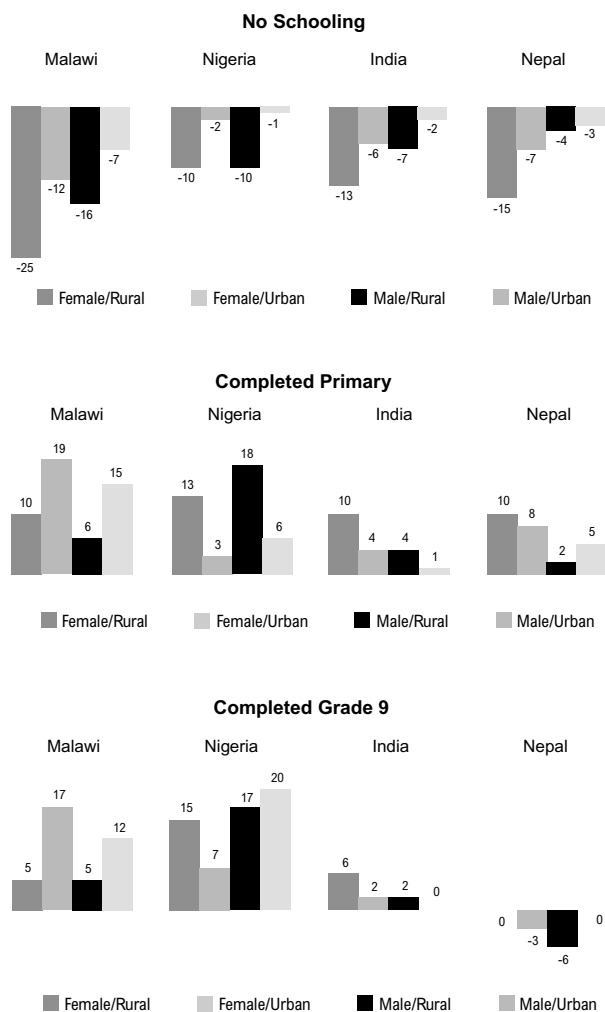 No Schooling
Malawi Nigeria India Nepal
-25 -12 -16 -7 -10 -2 -10 -1 -13 -6 -7 -2 -15 -7 -4 -3
Female/Rural Female/Urban Male/Rural Male/Urban
Completed Primary
Malawi Nigeria India Nepal
10 19 6 15 13 3 18 6 10 4 4 1 10 8 2 5
Female/Rural Female/Urban Male/Rural Male/Urban
Completed Grade 9
Malawi Nigeria India Nepal
5 17 5 12 15 7 17 20 6 2 2 0 0 -3 -6 0
Female/Rural Female/Urban Male/Rural Male/Urban